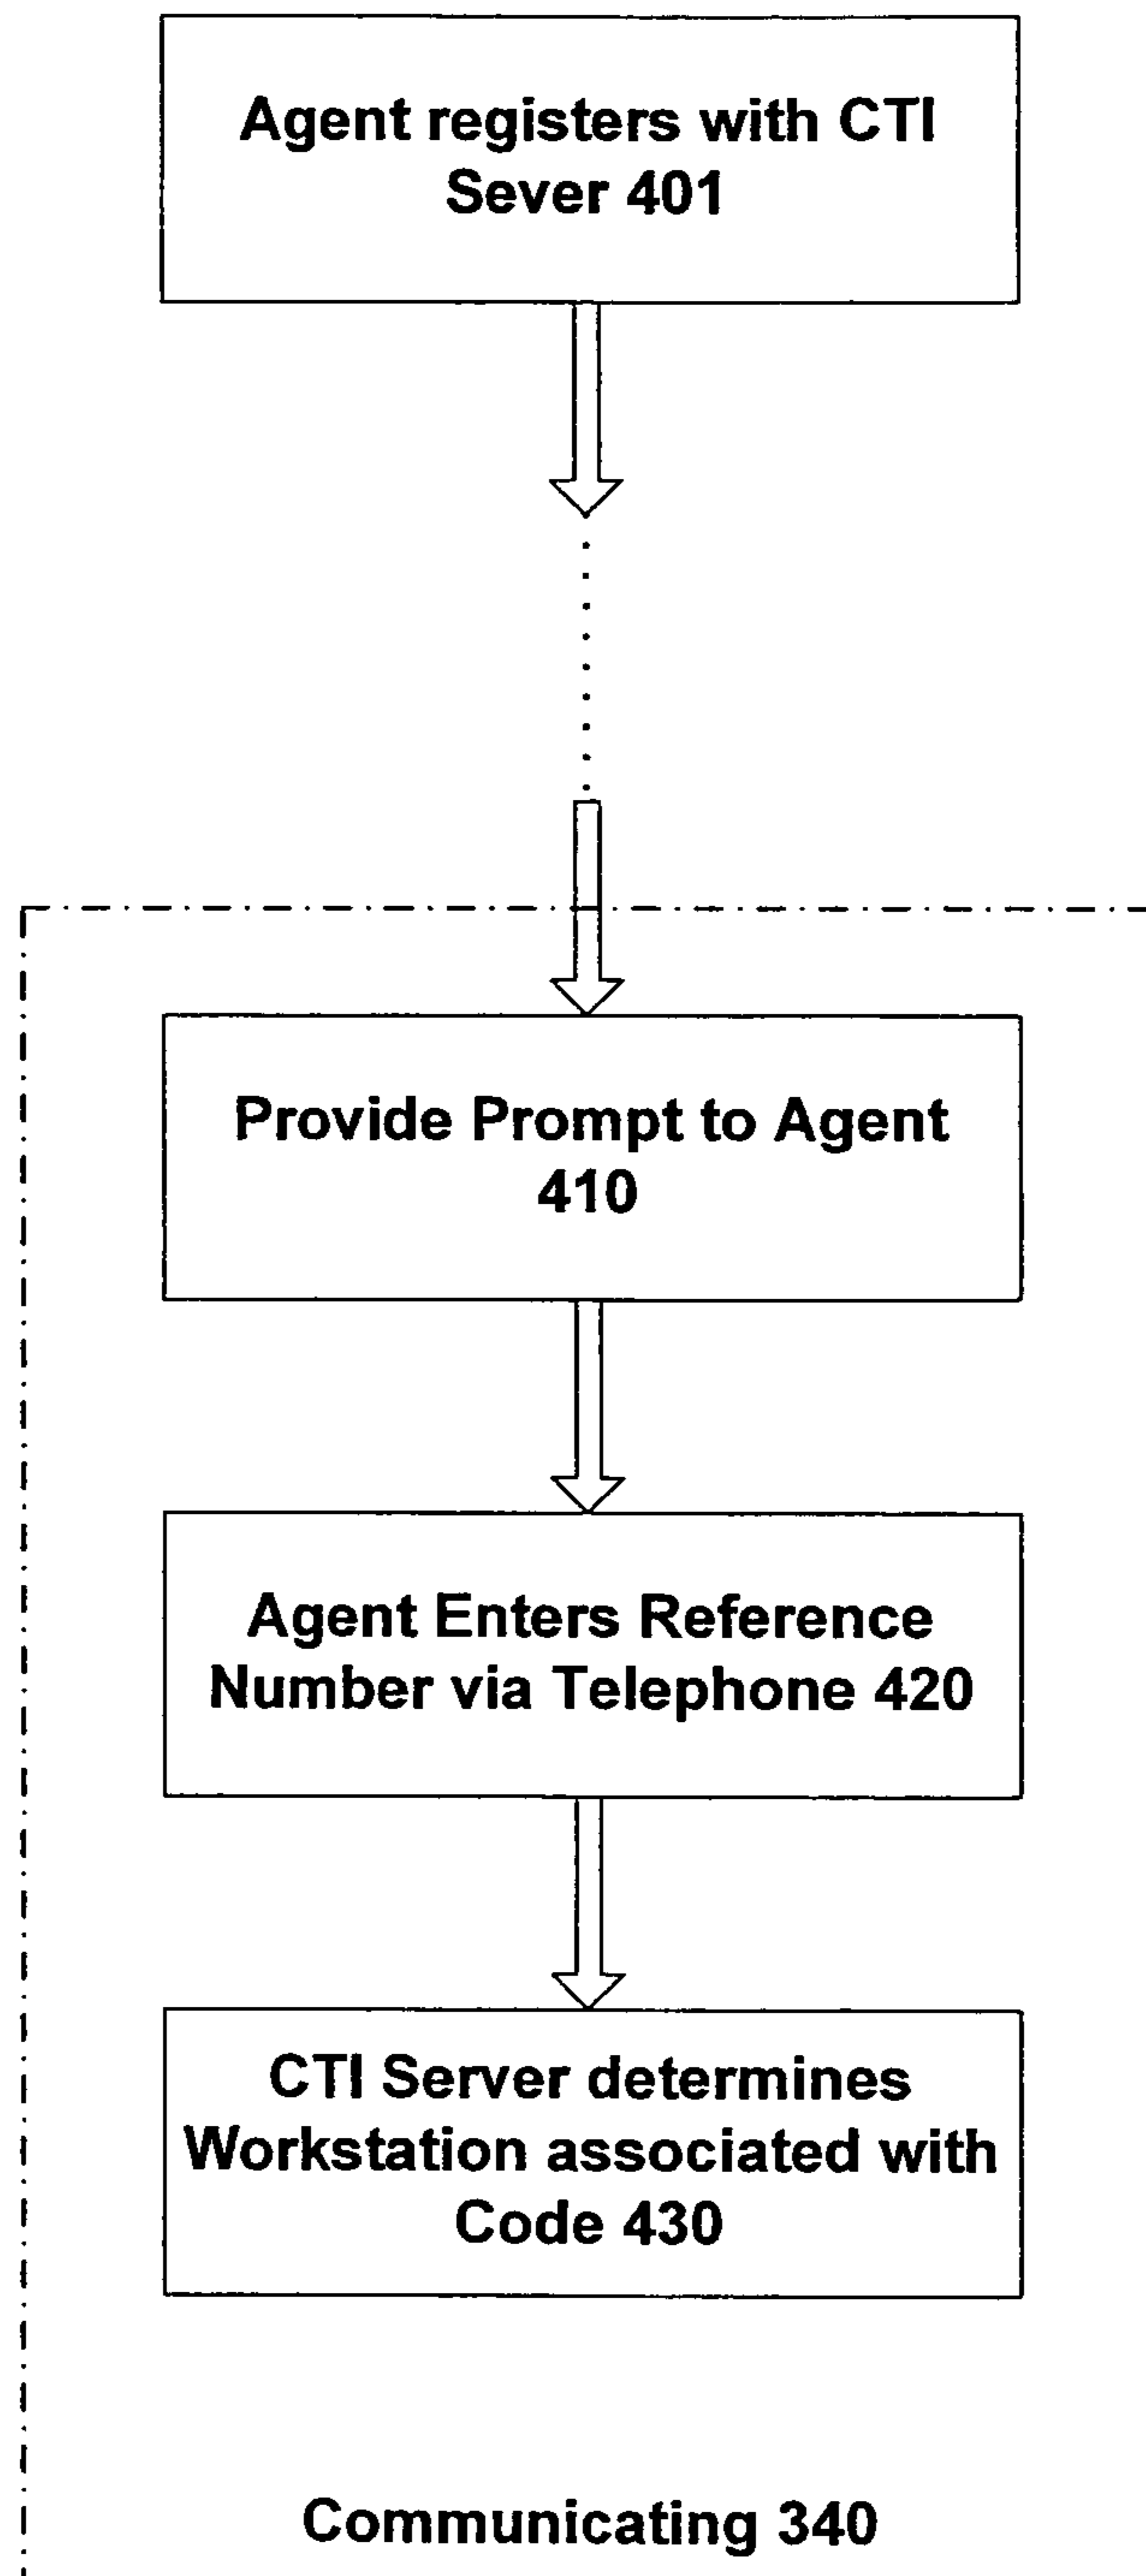 Agent registers with CTI
Sever 401
Provide Prompt to Agent
410
Agent Enters Reference
Number via Telephone 420
CTI Server determines
Workstation associated with
Code 430
Communicating 340